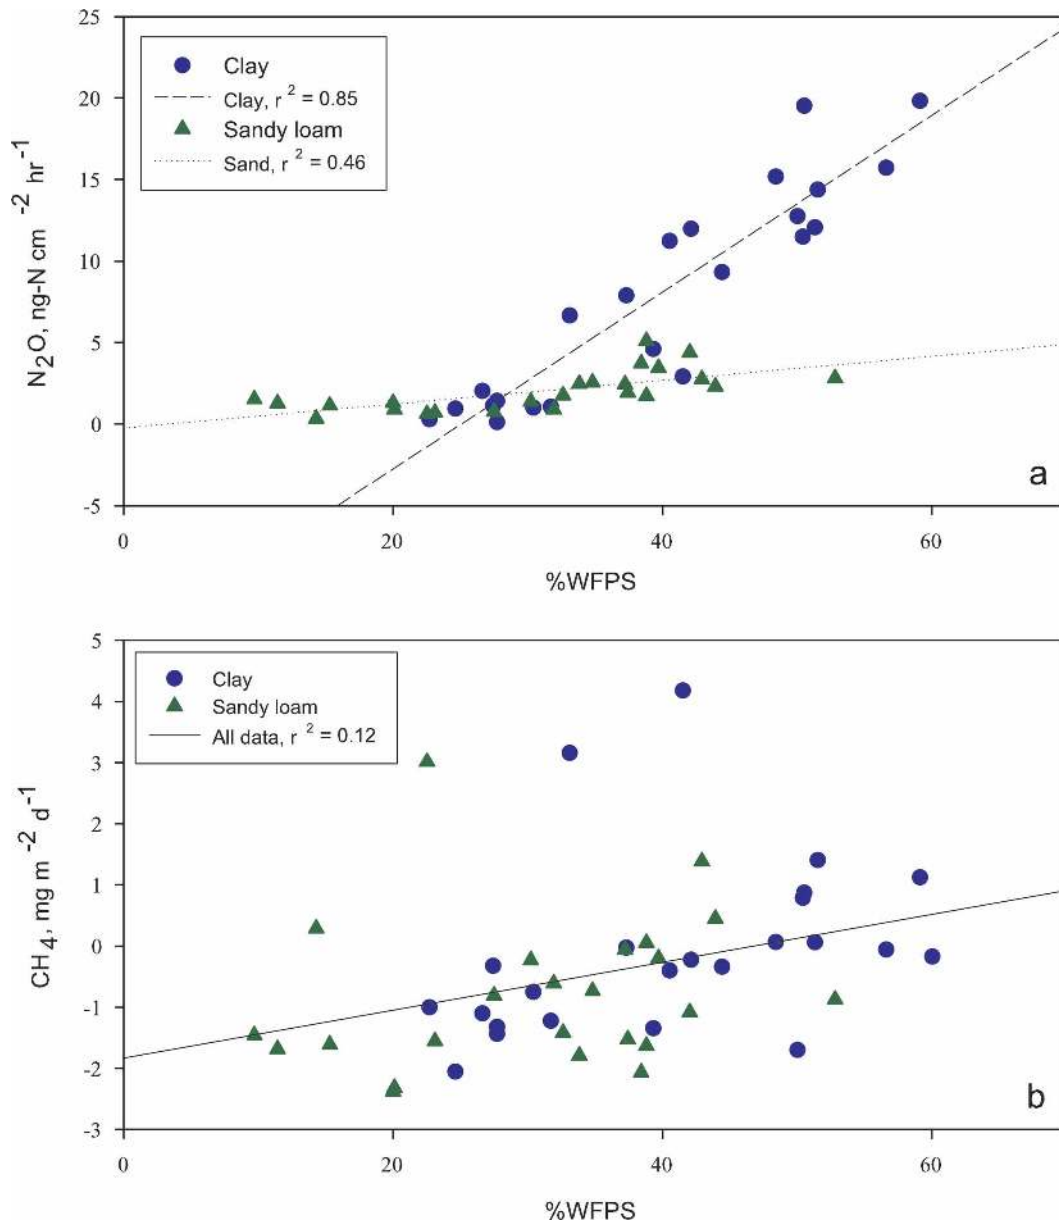 25
20
15
10
5
0
-5
N2O, ng-N cm -2 hr-1
Clay
Clay, r 2 = 0.85
Sandy loam
Sand, r 2 = 0.46
a
0 20 40 60
%WFPS
5
4
3
2
1
0
-1
-2
-3
CH4, mg m -2 d-1
Clay
Sandy loam
All data, r 2 = 0.12
b
0 20 40 60
%WFPS